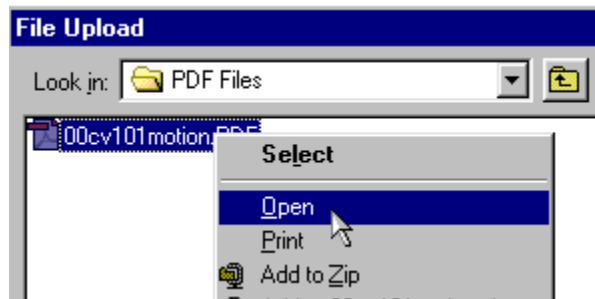 File Upload
Look in: PDF Files
00cv101motion.PDF
Select
Open
Print
Add to Zip